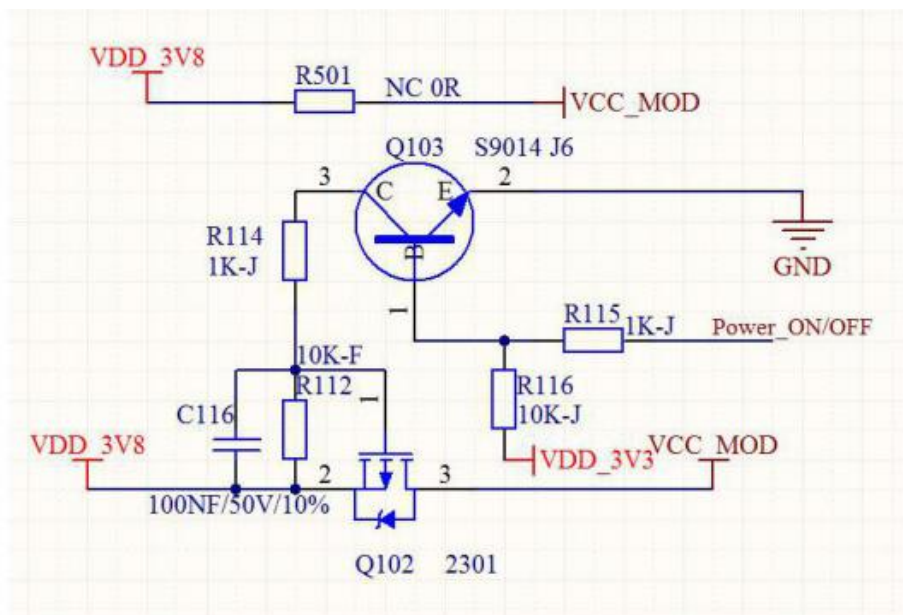 VDD_3V8
R501
NC 0R
VCC_MOD
Q103
S9014 J6
3
C
E
2
R114
1K-J
B
GND
1
R115
1K-J
Power_ON/OFF
10K-F
R112
1
R116
10K-J
C116
VDD_3V8
VDD_3V3
VCC_MOD
2
3
100NF/50V/10%
Q102
2301